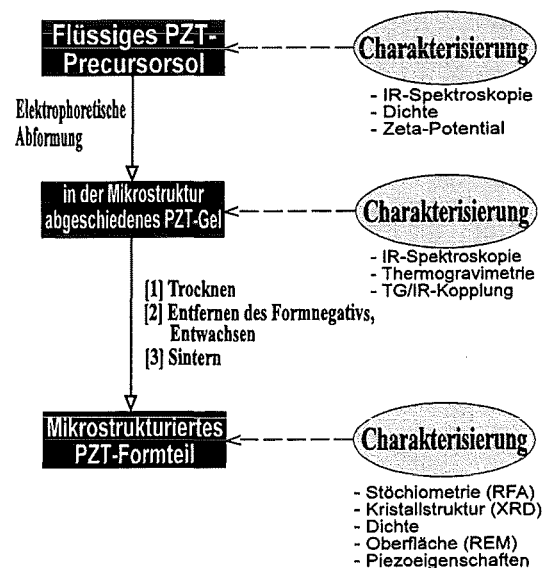 Flüssiges PZT-
Precursorsol
Charakterisierung
- IR-Spektroskopie
- Dichte
- Zeta-Potential
Elektrophoretische
Abformung
in der Mikrostruktur
abgeschiedenes PZT-Gel
Charakterisierung
- IR-Spektroskopie
- Thermogravimetrie
- TG/IR-Kopplung
[1] Trocknen
[2] Entfernen des Formnegativs,
Entwachsen
[3] Sintern
Mikrostrukturiertes
PZT-Formteil
Charakterisierung
- Stöchiometrie (RFA)
- Kristallstruktur (XRD)
- Dichte
- Oberfläche (REM)
- Piezoeigenschaften